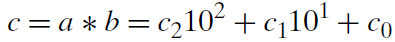 c = a * b = c₂10² + c₁10¹ + c₀